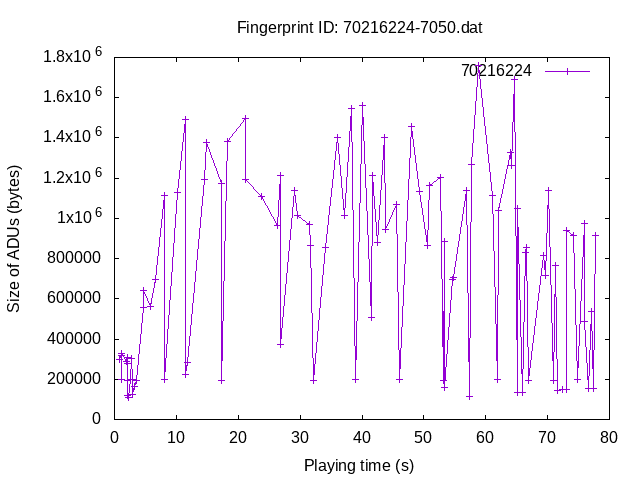 Fingerprint ID: 70216224-7050.dat
70216224
1.8x10^6
1.6x10^6
1.4x10^6
1.2x10^6
1x10^6
800000
600000
400000
200000
0
Size of ADUs (bytes)
0 10 20 30 40 50 60 70 80
Playing time (s)